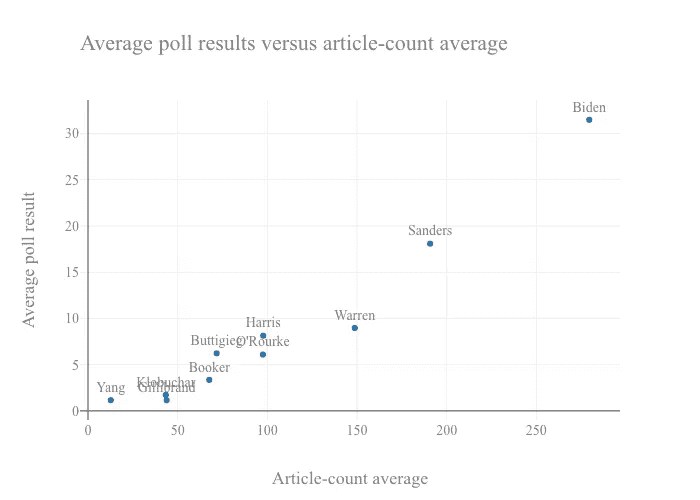 Average poll results versus article-count average
Biden
30
25
Sanders
20
15
Warren
Harris
10
Buttigieg
O'Rourke
Booker
5
Klobuchar
Gillibrand
Yang
0
0
50
100
150
200
250
Average poll result
Article-count average